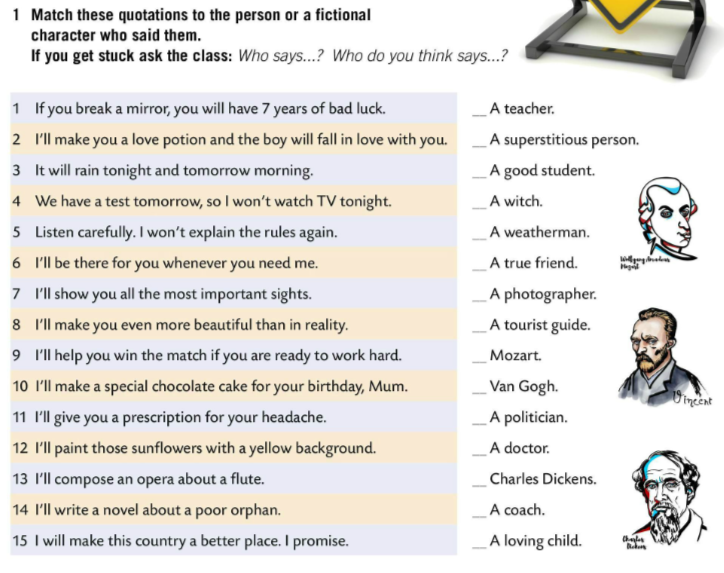 1 Match these quotations to the person or a fictional
character who said them.
If you get stuck ask the class: Who says...? Who do you think says...?
1 If you break a mirror, you will have 7 years of bad luck.
__ A teacher.
2 I'll make you a love potion and the boy will fall in love with you.
__ A superstitious person.
3 It will rain tonight and tomorrow morning.
__ A good student.
4 We have a test tomorrow, so I won't watch TV tonight.
__ A witch.
5 Listen carefully. I won't explain the rules again.
__ A weatherman.
6 I'll be there for you whenever you need me.
__ A true friend.
Wolfgang Amadeus
Mozart
7 I'll show you all the most important sights.
__ A photographer.
8 I'll make you even more beautiful than in reality.
__ A tourist guide.
9 I'll help you win the match if you are ready to work hard.
__ Mozart.
10 I'll make a special chocolate cake for your birthday, Mum.
__ Van Gogh.
Vincent
11 I'll give you a prescription for your headache.
__ A politician.
12 I'll paint those sunflowers with a yellow background.
__ A doctor.
13 I'll compose an opera about a flute.
__ Charles Dickens.
14 I'll write a novel about a poor orphan.
__ A coach.
15 I will make this country a better place. I promise.
__ A loving child.
Charles
Dickens